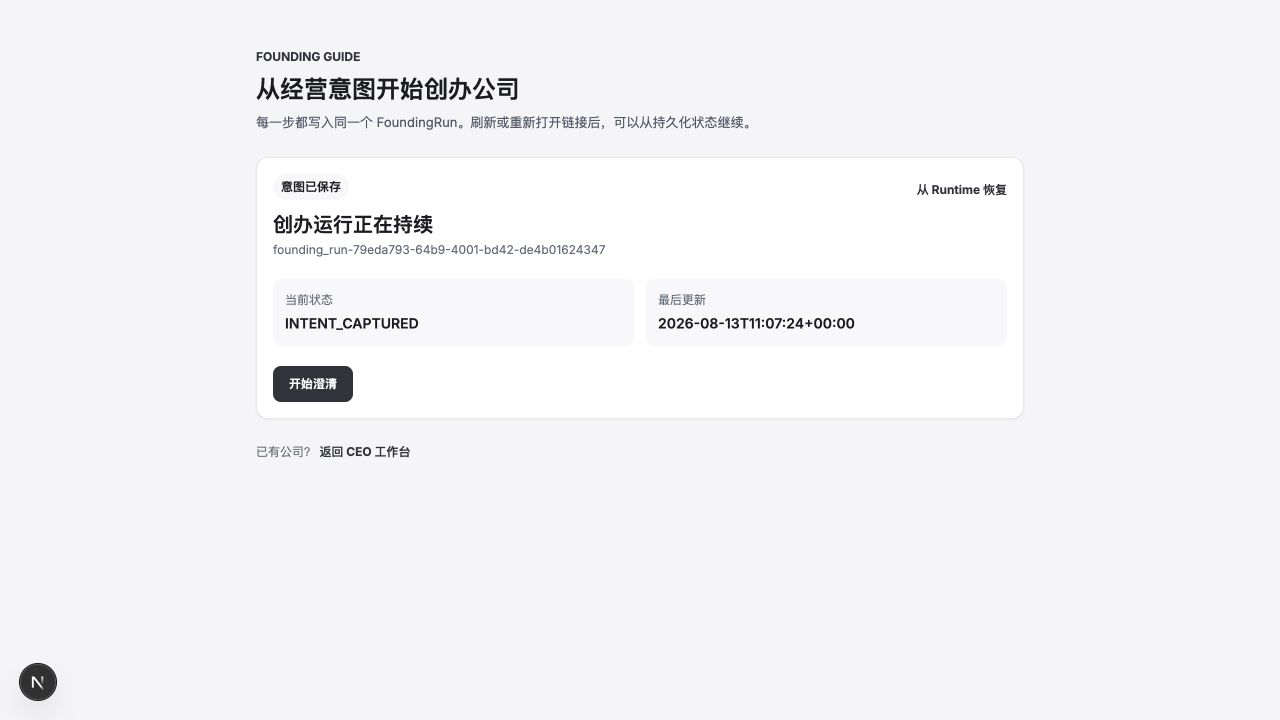 FOUNDING GUIDE
从经营意图开始创办公司
每一步都写入同一个 FoundingRun。刷新或重新打开链接后，可以从持久化状态继续。
意图已保存
从 Runtime 恢复
创办运行正在持续
founding_run-79eda793-64b9-4001-bd42-de4b01624347
当前状态
INTENT_CAPTURED
最后更新
2026-08-13T11:07:24+00:00
开始澄清
已有公司? 返回 CEO 工作台
N